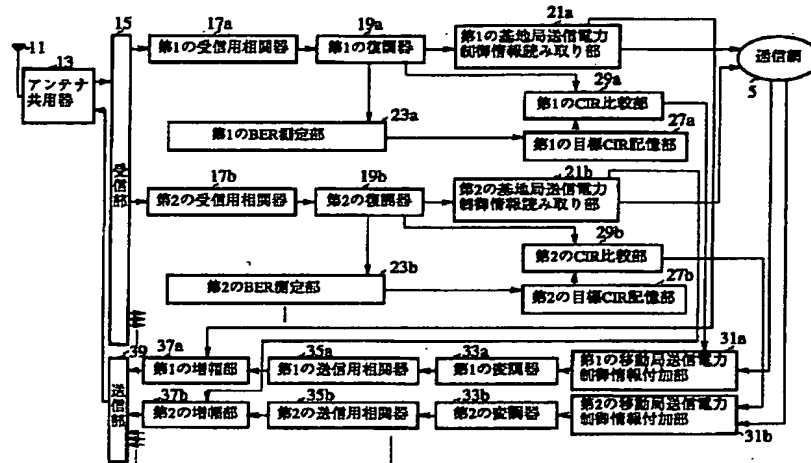 11
13
アンテナ
共用器
15
受信部
17a
第1の受信用相関器
19a
第1の復調器
21a
第1の基地局送信電力
制御情報読み取り部
送信網
5
23a
第1のBER測定部
29a
第1のCIR比較部
27a
第1の目標CIR記憶部
17b
第2の受信用相関器
19b
第2の復調器
21b
第2の基地局送信電力
制御情報読み取り部
29b
第2のCIR比較部
23b
第2のBER測定部
27b
第2の目標CIR記憶部
39
送信部
37a
第1の増幅部
35a
第1の送信用相関器
33a
第1の変調器
31a
第1の移動局送信電力
制御情報付加部
37b
第2の増幅部
35b
第2の送信用相関器
33b
第2の変調器
第2の移動局送信電力
制御情報付加部
31b